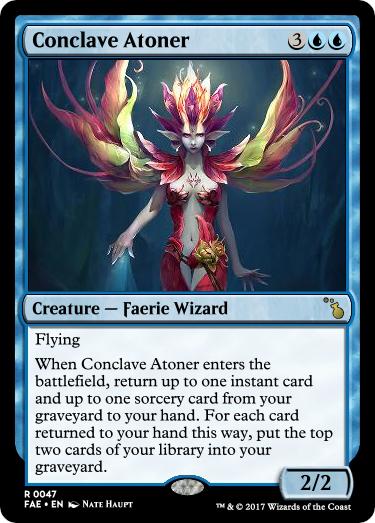 Conclave Atoner 3
Creature — Faerie Wizard
Flying
When Conclave Atoner enters the
battlefield, return up to one instant card
and up to one sorcery card from your
graveyard to your hand. For each card
returned to your hand this way, put the top
two cards of your library into your
graveyard.
2/2
R 0047
FAE • EN Nate Haupt
™ & © 2017 Wizards of the Coast